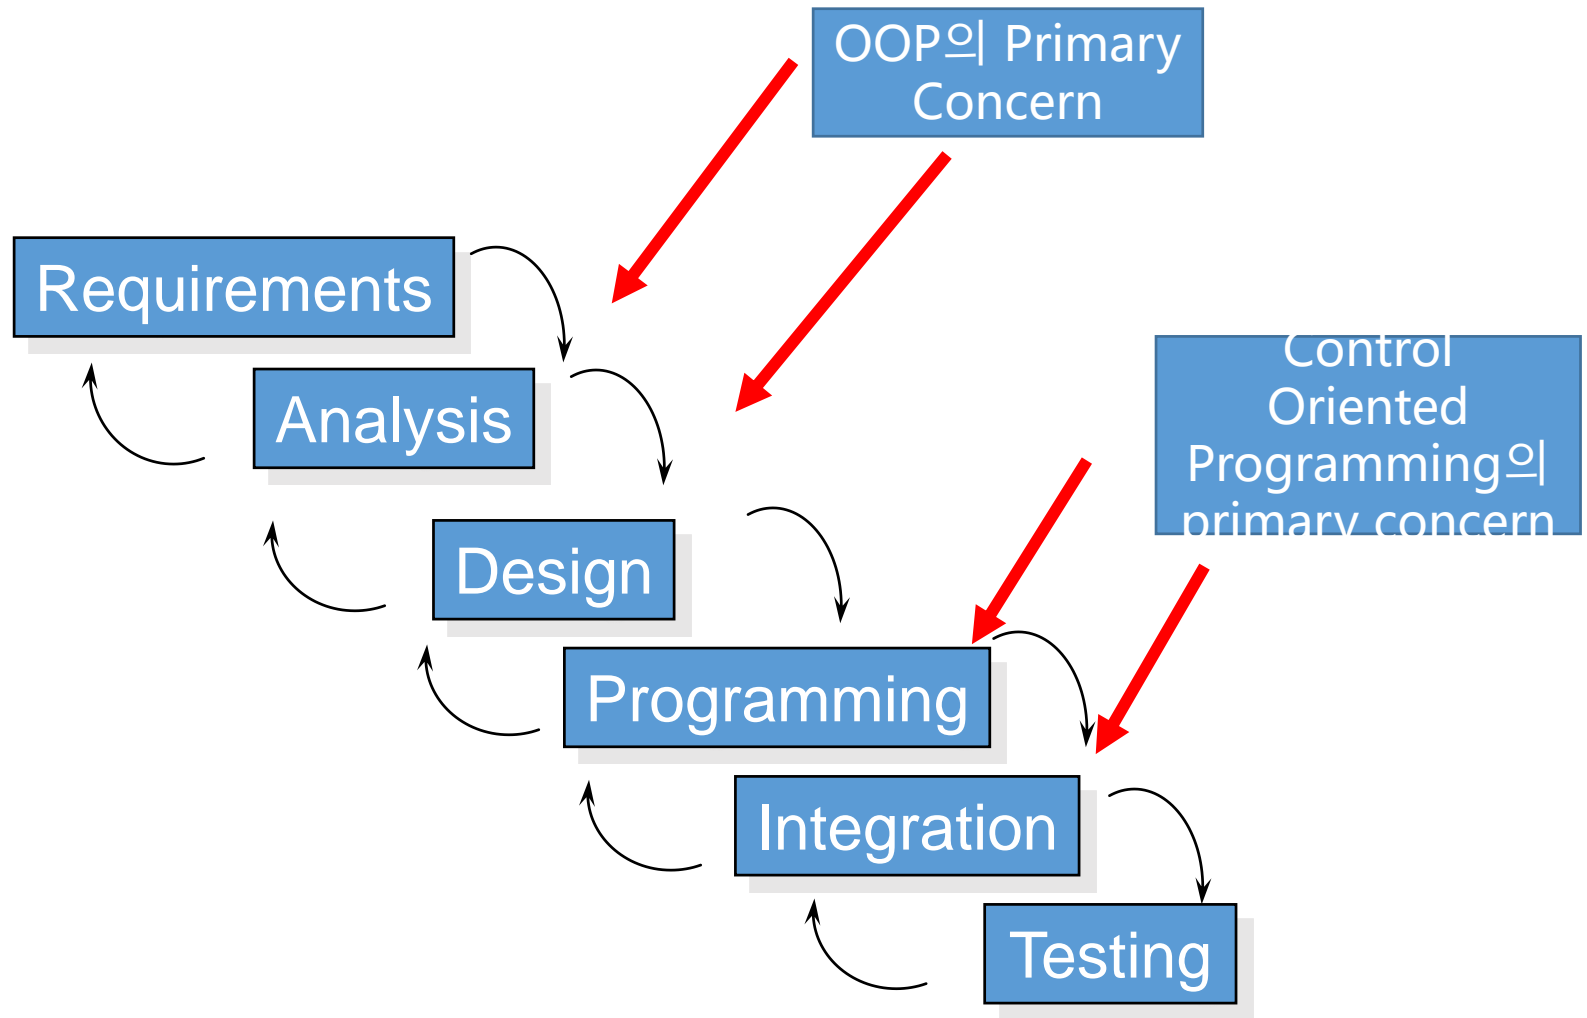 OOP의 Primary
Concern
Requirements
Analysis
Design
Programming
Integration
Testing
Control
Oriented
Programming의
primary concern